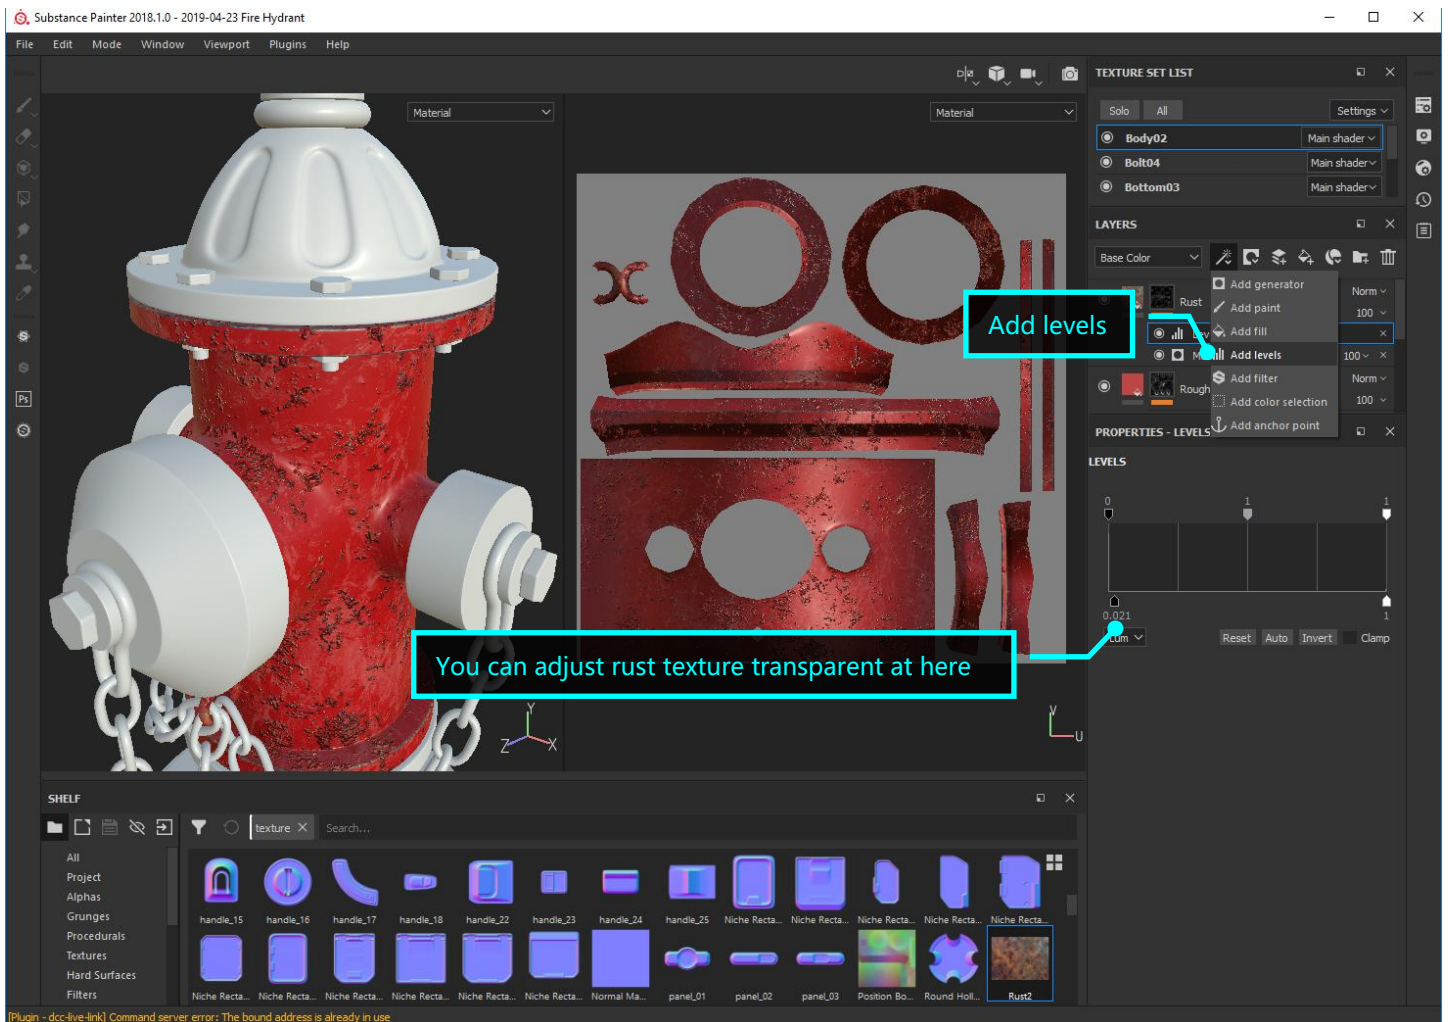 Substance Painter 2018.1.0 - 2019-04-23 Fire Hydrant
File Edit Mode Window Viewport Plugins Help
Material
Material
TEXTURE SET LIST
Solo All Settings
Body02 Main shader
Bolt04 Main shader
Bottom03 Main shader
LAYERS
Base Color
Add generator
Norm
Rust
Add paint
100
Add levels
Add fill
Add levels
100
Add filter
Norm
Rough
Add color selection
100
Add anchor point
PROPERTIES - LEVELS
LEVELS
0 1 1
0.021 1
Lum Reset Auto Invert Clamp
You can adjust rust texture transparent at here
Y
Z X
V
U
SHELF
texture Search...
All
Project
Alphas
Grunges
Procedurals
Textures
Hard Surfaces
Filters
handle_15 handle_16 handle_17 handle_18 handle_22 handle_23 handle_24 handle_25 Niche Recta... Niche Recta... Niche Recta... Niche Recta... Niche Recta...
Niche Recta... Niche Recta... Niche Recta... Niche Recta... Niche Recta... Niche Recta... Normal Ma... panel_01 panel_02 panel_03 Position Bo... Round Holl... Rust2
Ps
[Plugin - dcc-live-link] Command server error: The bound address is already in use